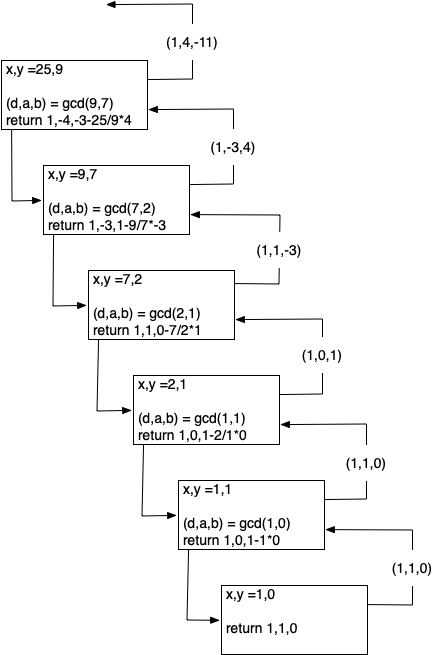 (1,4,-11)
x,y =25,9
(d,a,b) = gcd(9,7)
return 1,-4,-3-25/9*4
(1,-3,4)
x,y =9,7
(d,a,b) = gcd(7,2)
return 1,-3,1-9/7*-3
(1,1,-3)
x,y =7,2
(d,a,b) = gcd(2,1)
return 1,1,0-7/2*1
(1,0,1)
x,y =2,1
(d,a,b) = gcd(1,1)
return 1,0,1-2/1*0
(1,1,0)
x,y =1,1
(d,a,b) = gcd(1,0)
return 1,0,1-1*0
(1,1,0)
x,y =1,0
return 1,1,0